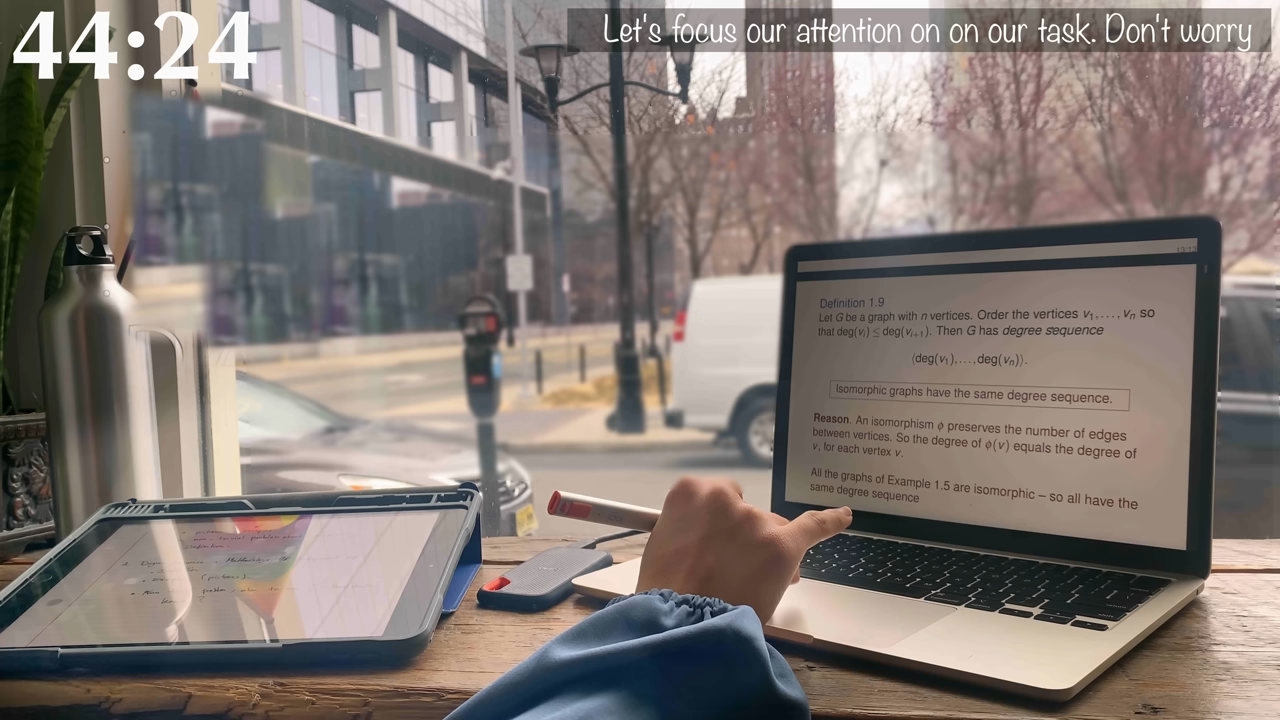 44:24
Let's focus our attention on on our task. Don't worry
13:13
Definition 1.9
Let G be a graph with n vertices. Order the vertices v₁,…,vₙ so
that deg(vᵢ) ≤ deg(vᵢ₊₁). Then G has degree sequence
⟨deg(v₁),…,deg(vₙ)⟩.
Isomorphic graphs have the same degree sequence.
Reason. An isomorphism ϕ preserves the number of edges
between vertices. So the degree of ϕ(v) equals the degree of
v, for each vertex v.
All the graphs of Example 1.5 are isomorphic – so all have the
same degree sequence